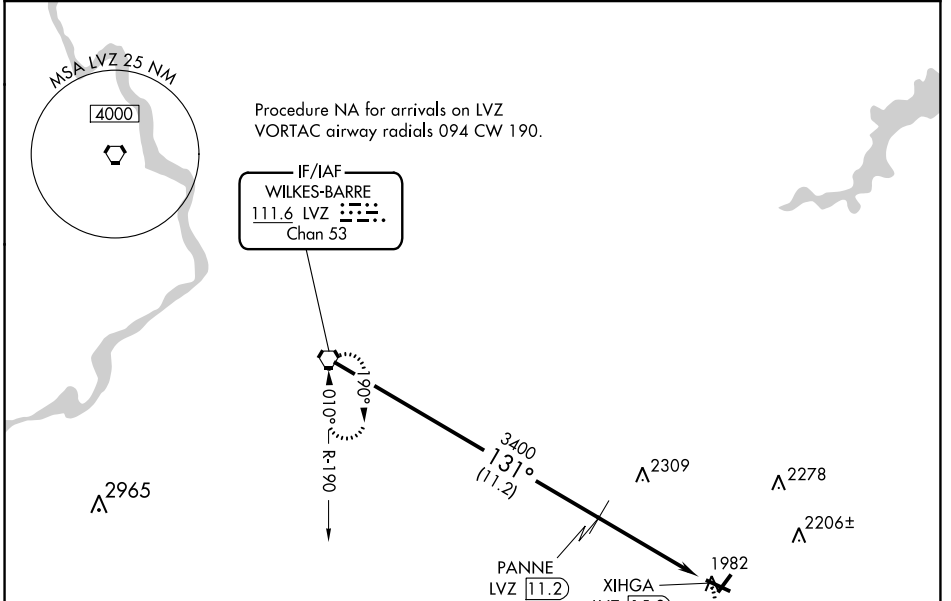 MSA LVZ 25 NM
4000
Procedure NA for arrivals on LVZ
VORTAC airway radials 094 CW 190.
IF/IAF
WILKES-BARRE
111.6 LVZ
Chan 53
190°
010°
R-190
3400
131°
(11.2)
2965
2309
2278
2206±
1982
PANNE
LVZ 11.2
XIHGA